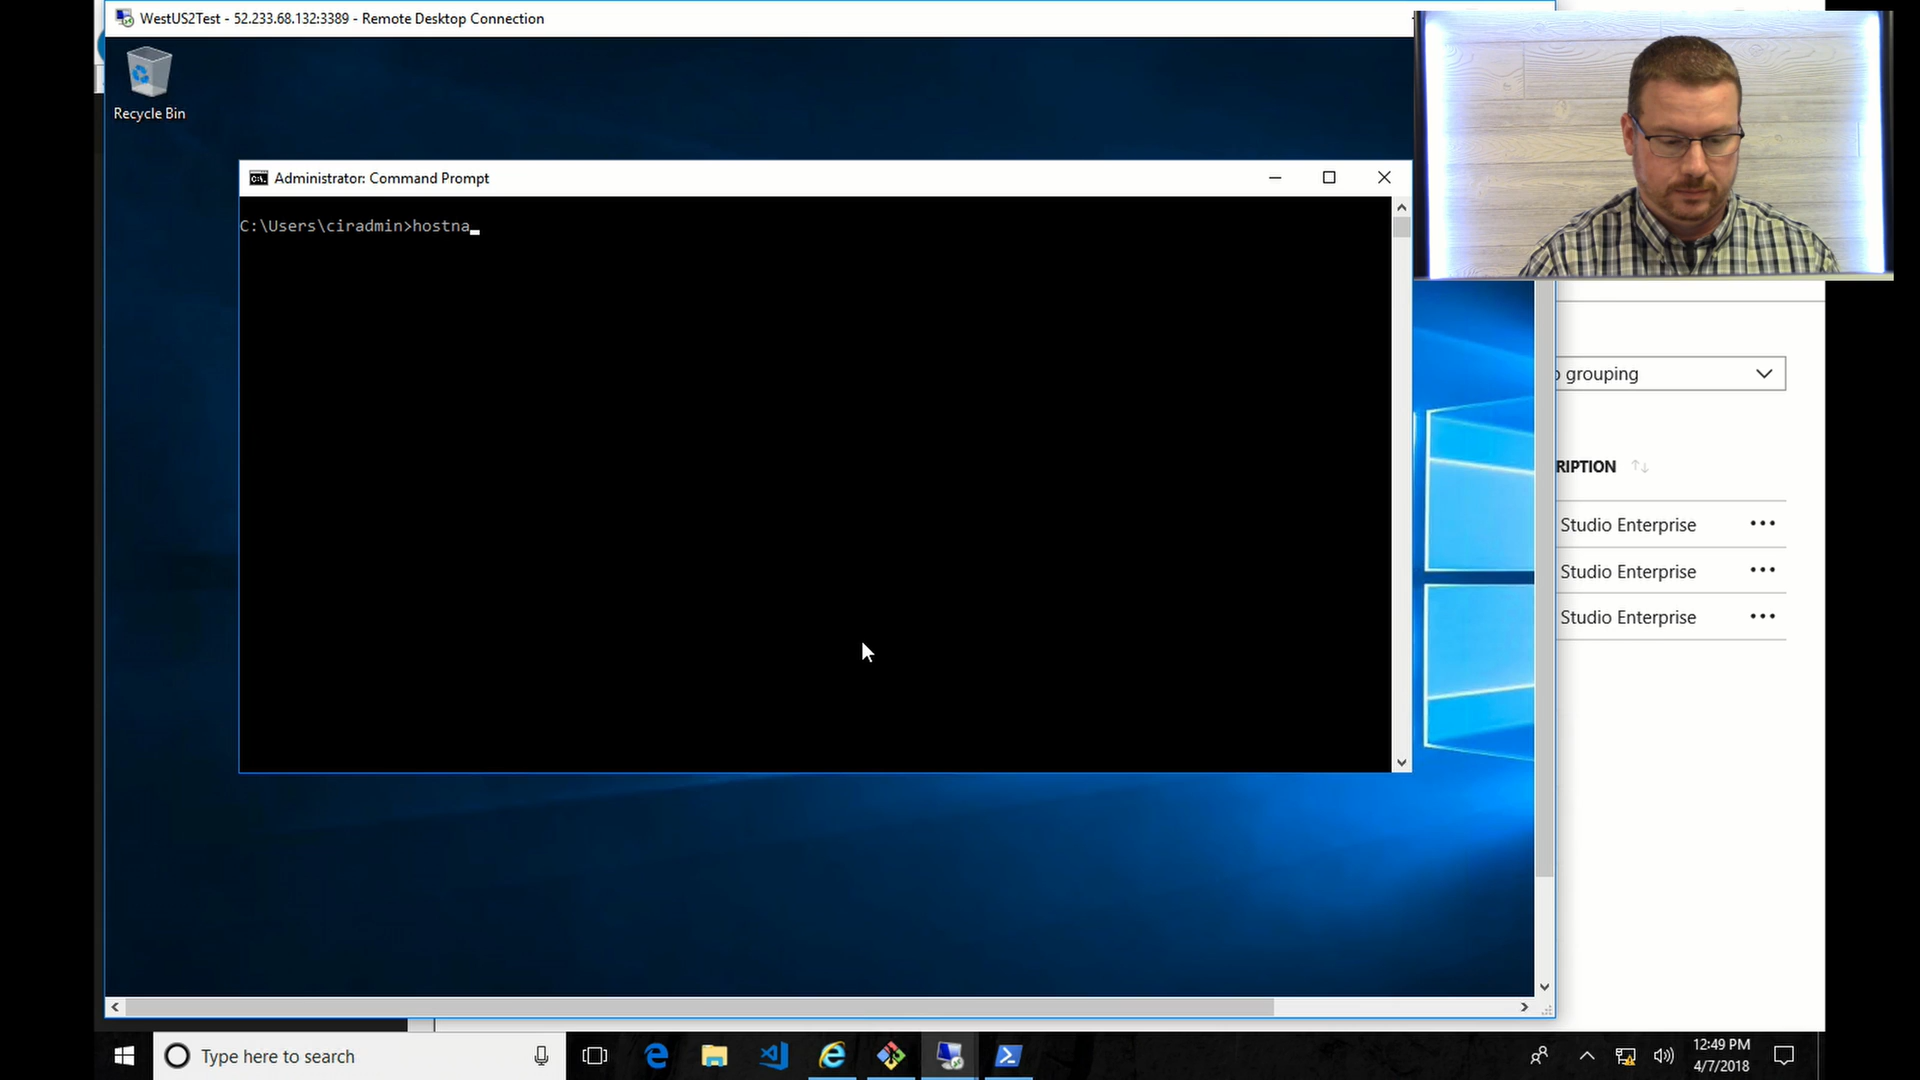 WestUS2Test - 52.233.68.132:3389 - Remote Desktop Connection
Recycle Bin
Administrator: Command Prompt
C:\Users\ciradmin>hostna
grouping
RIPTION
Studio Enterprise
Studio Enterprise
Studio Enterprise
Type here to search
12:49 PM
4/7/2018